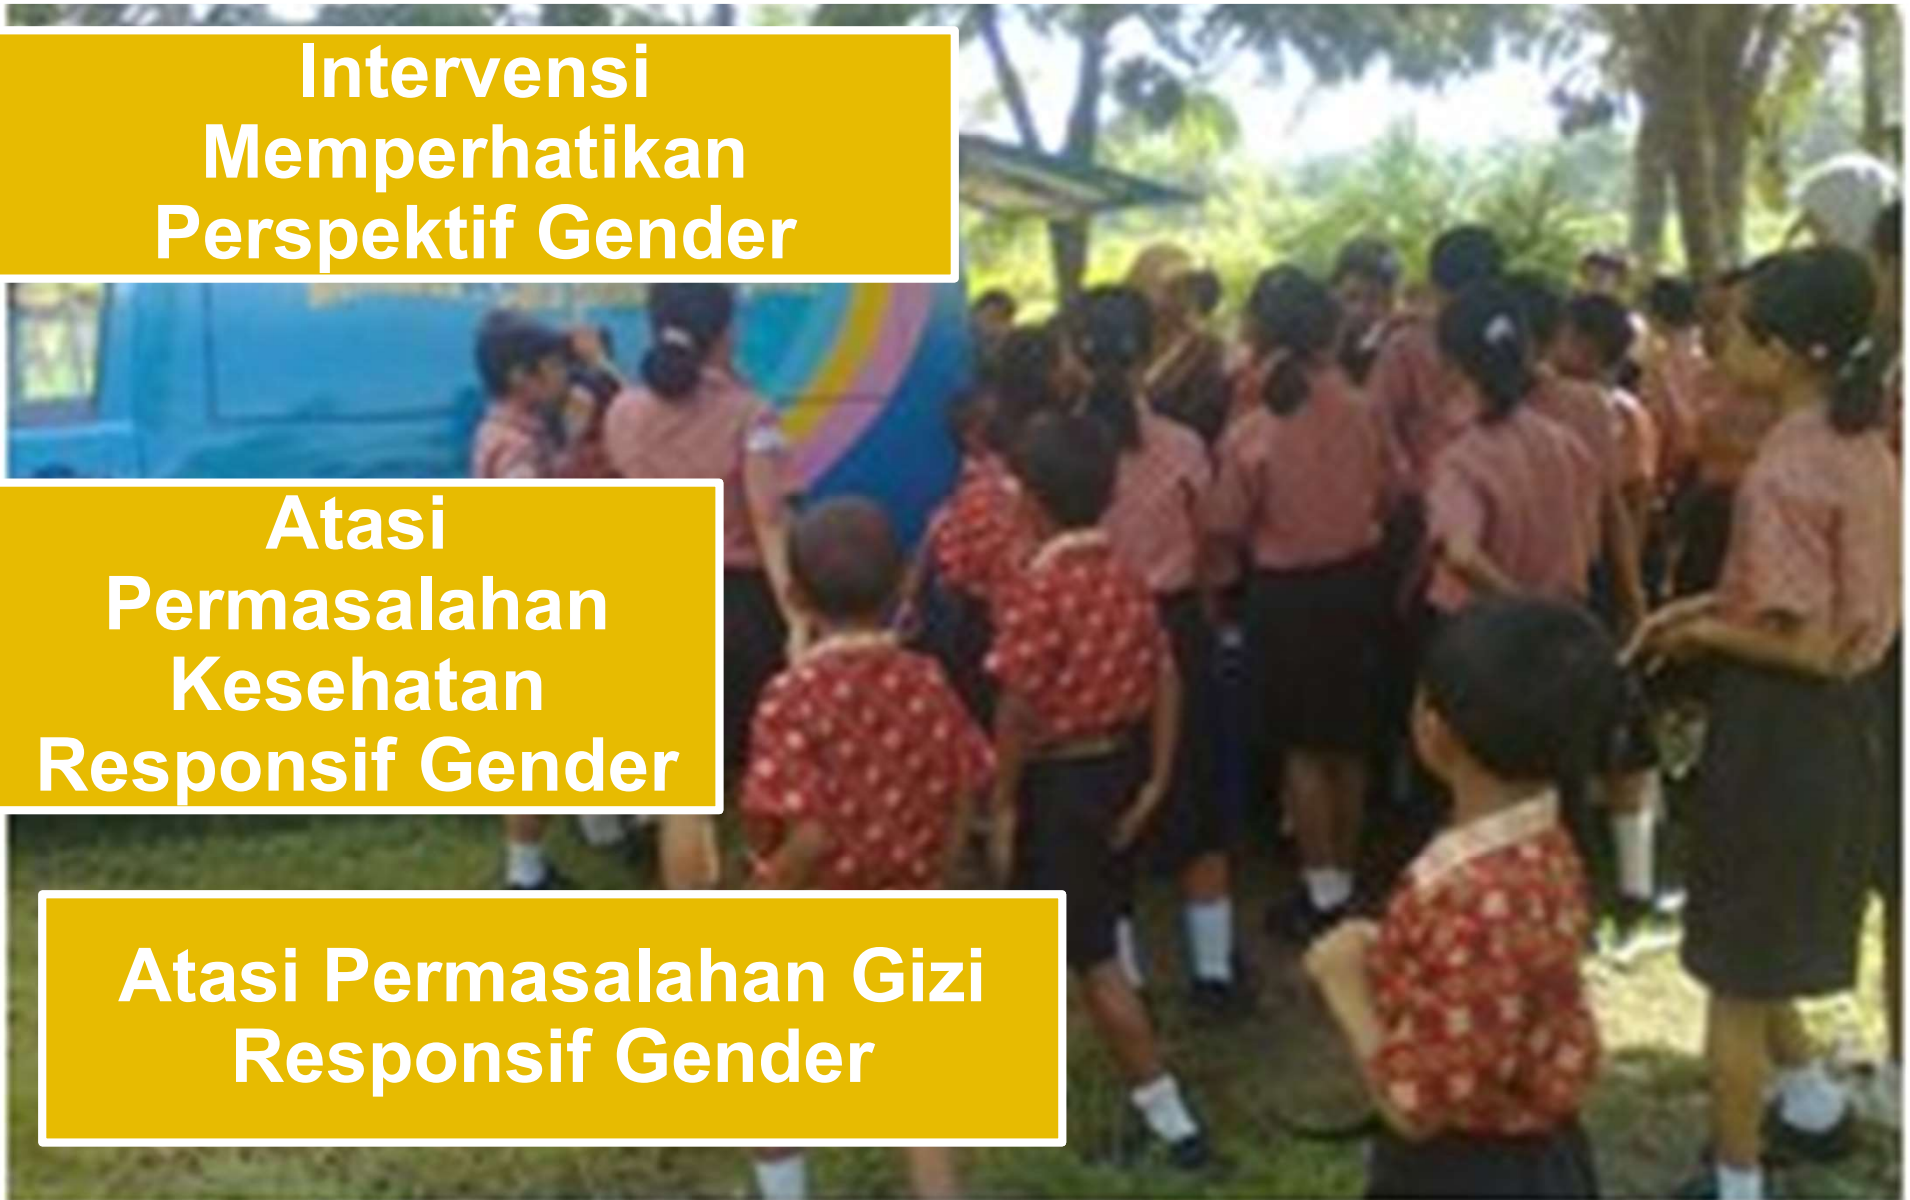 Intervensi
Memperhatikan
Perspektif Gender
Atasi
Permasalahan
Kesehatan
Responsif Gender
Atasi Permasalahan Gizi
Responsif Gender